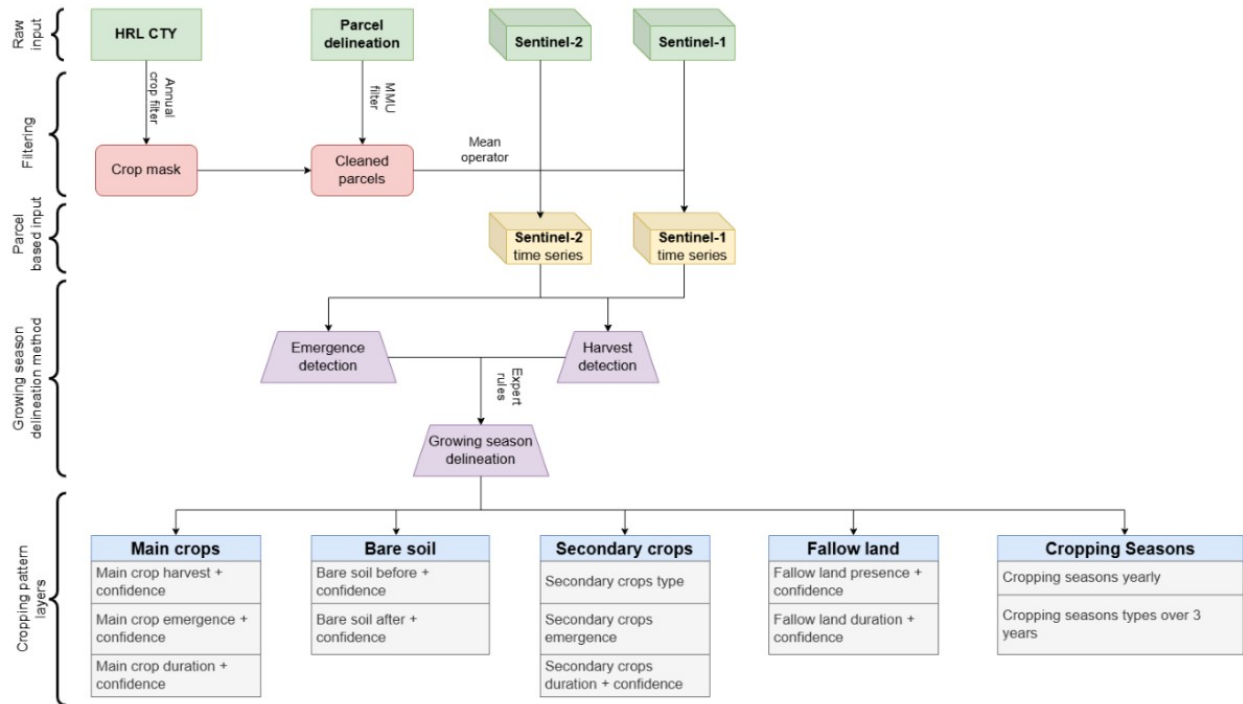 Raw
input
HRL CTY
Parcel
delineation
Sentinel-2
Sentinel-1
Filtering
Annual
crop filter
MMU
filter
Crop mask
Cleaned
parcels
Mean
operator
Parcel
based input
Sentinel-2
time series
Sentinel-1
time series
Growing season
delineation method
Emergence
detection
Harvest
detection
Expert
rules
Growing season
delineation
Cropping pattern
layers
Main crops
Main crop harvest +
confidence
Main crop emergence +
confidence
Main crop duration +
confidence
Bare soil
Bare soil before +
confidence
Bare soil after +
confidence
Secondary crops
Secondary crops type
Secondary crops
emergence
Secondary crops
duration + confidence
Fallow land
Fallow land presence +
confidence
Fallow land duration +
confidence
Cropping Seasons
Cropping seasons yearly
Cropping seasons types over 3
years